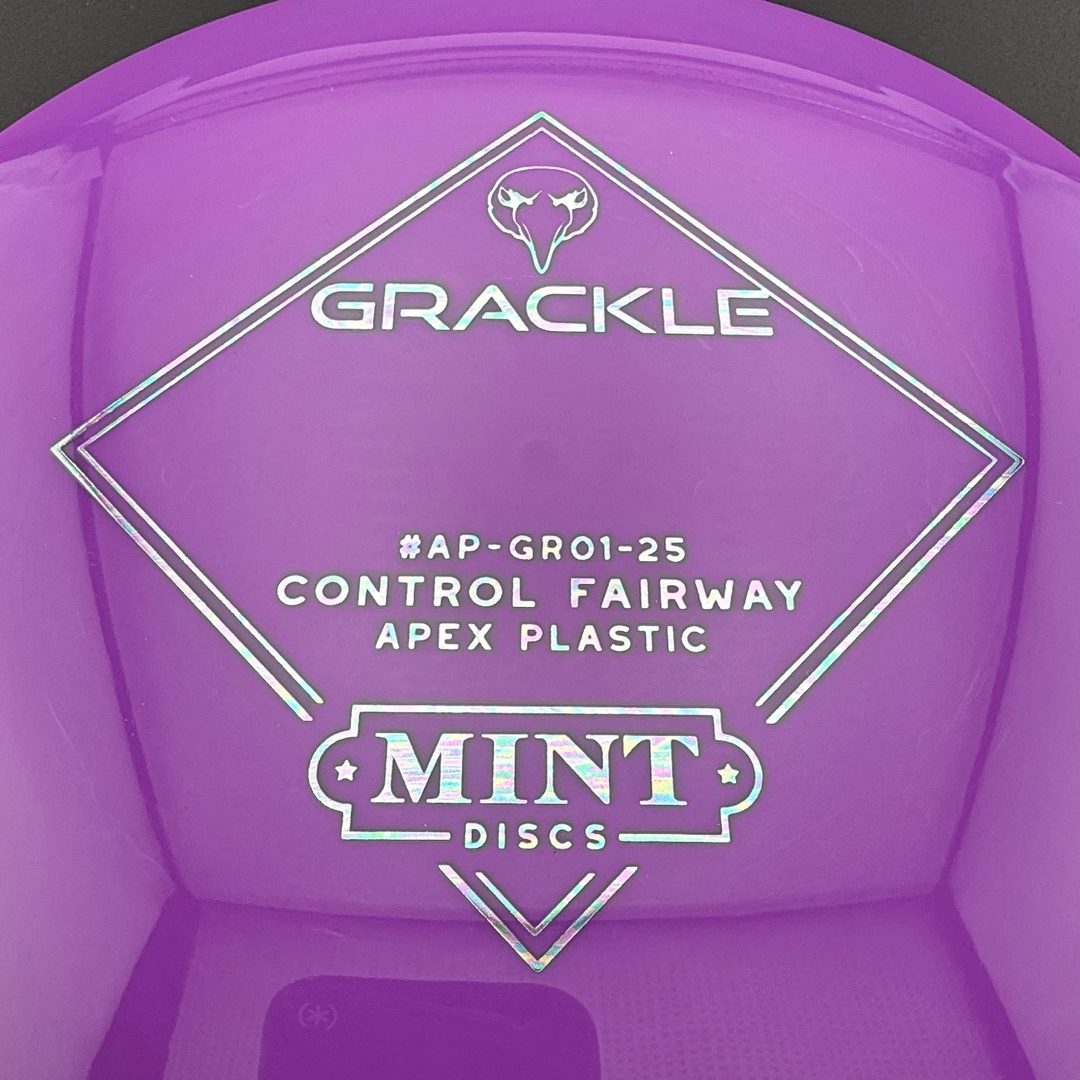 GRACKLE
#AP-GR01-25
CONTROL FAIRWAY
APEX PLASTIC
MINT
DISCS
(*)